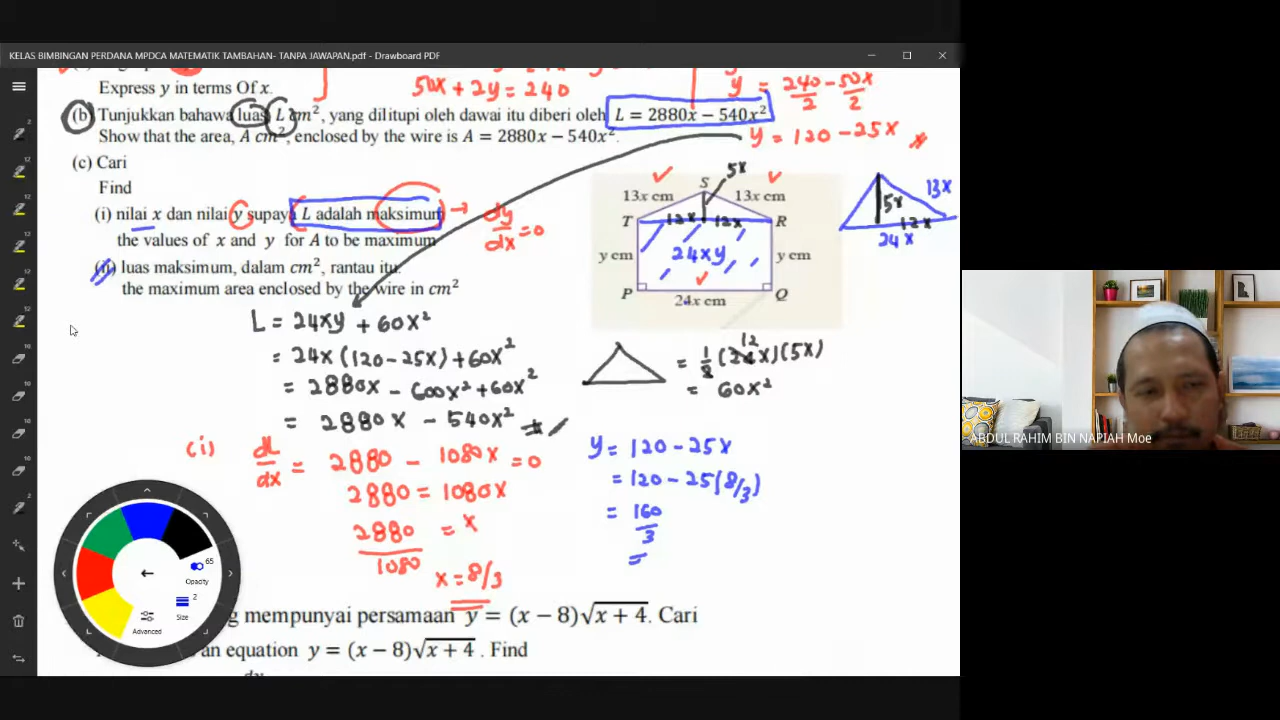 KELAS BIMBINGAN PERDANA MPDCA MATEMATIK TAMBAHAN- TANPA JAWAPAN.pdf - Drawboard PDF
Express y in terms Of x.
50x + 2y = 240
y = 240 - 50x
2 2
(b) Tunjukkan bahawa luas, L cm², yang dilitupi oleh dawai itu diberi oleh L = 2880x − 540x²
Show that the area, A cm², enclosed by the wire is A = 2880x − 540x².
y = 120 - 25x
(c) Cari
Find
(i) nilai x dan nilai y supaya L adalah maksimum
dy/dx = 0
the values of x and y for A to be maximum
(ii) luas maksimum, dalam cm², rantau itu.
the maximum area enclosed by the wire in cm²
5x
S
13x cm 13x cm
T 12x 12x R
y cm 24xy y cm
P Q
24x cm
13x
5x
12x
24x
L = 24xy + 60x²
= 24x (120 - 25x) + 60x²
= 2880x - 600x² + 60x²
= 2880x - 540x²
12
= 1/2 (24x)(5x)
= 60x²
(i) dL/dx = 2880 - 1080x = 0
2880 = 1080x
2880/1080 = x
x = 8/3
y = 120 - 25x
= 120 - 25(8/3)
= 160/3
=
65
Opacity
2
Size
Advanced
g mempunyai persamaan y = (x − 8)√x + 4. Cari
an equation y = (x − 8)√x + 4 . Find
dy
ABDUL RAHIM BIN NAPIAH Moe